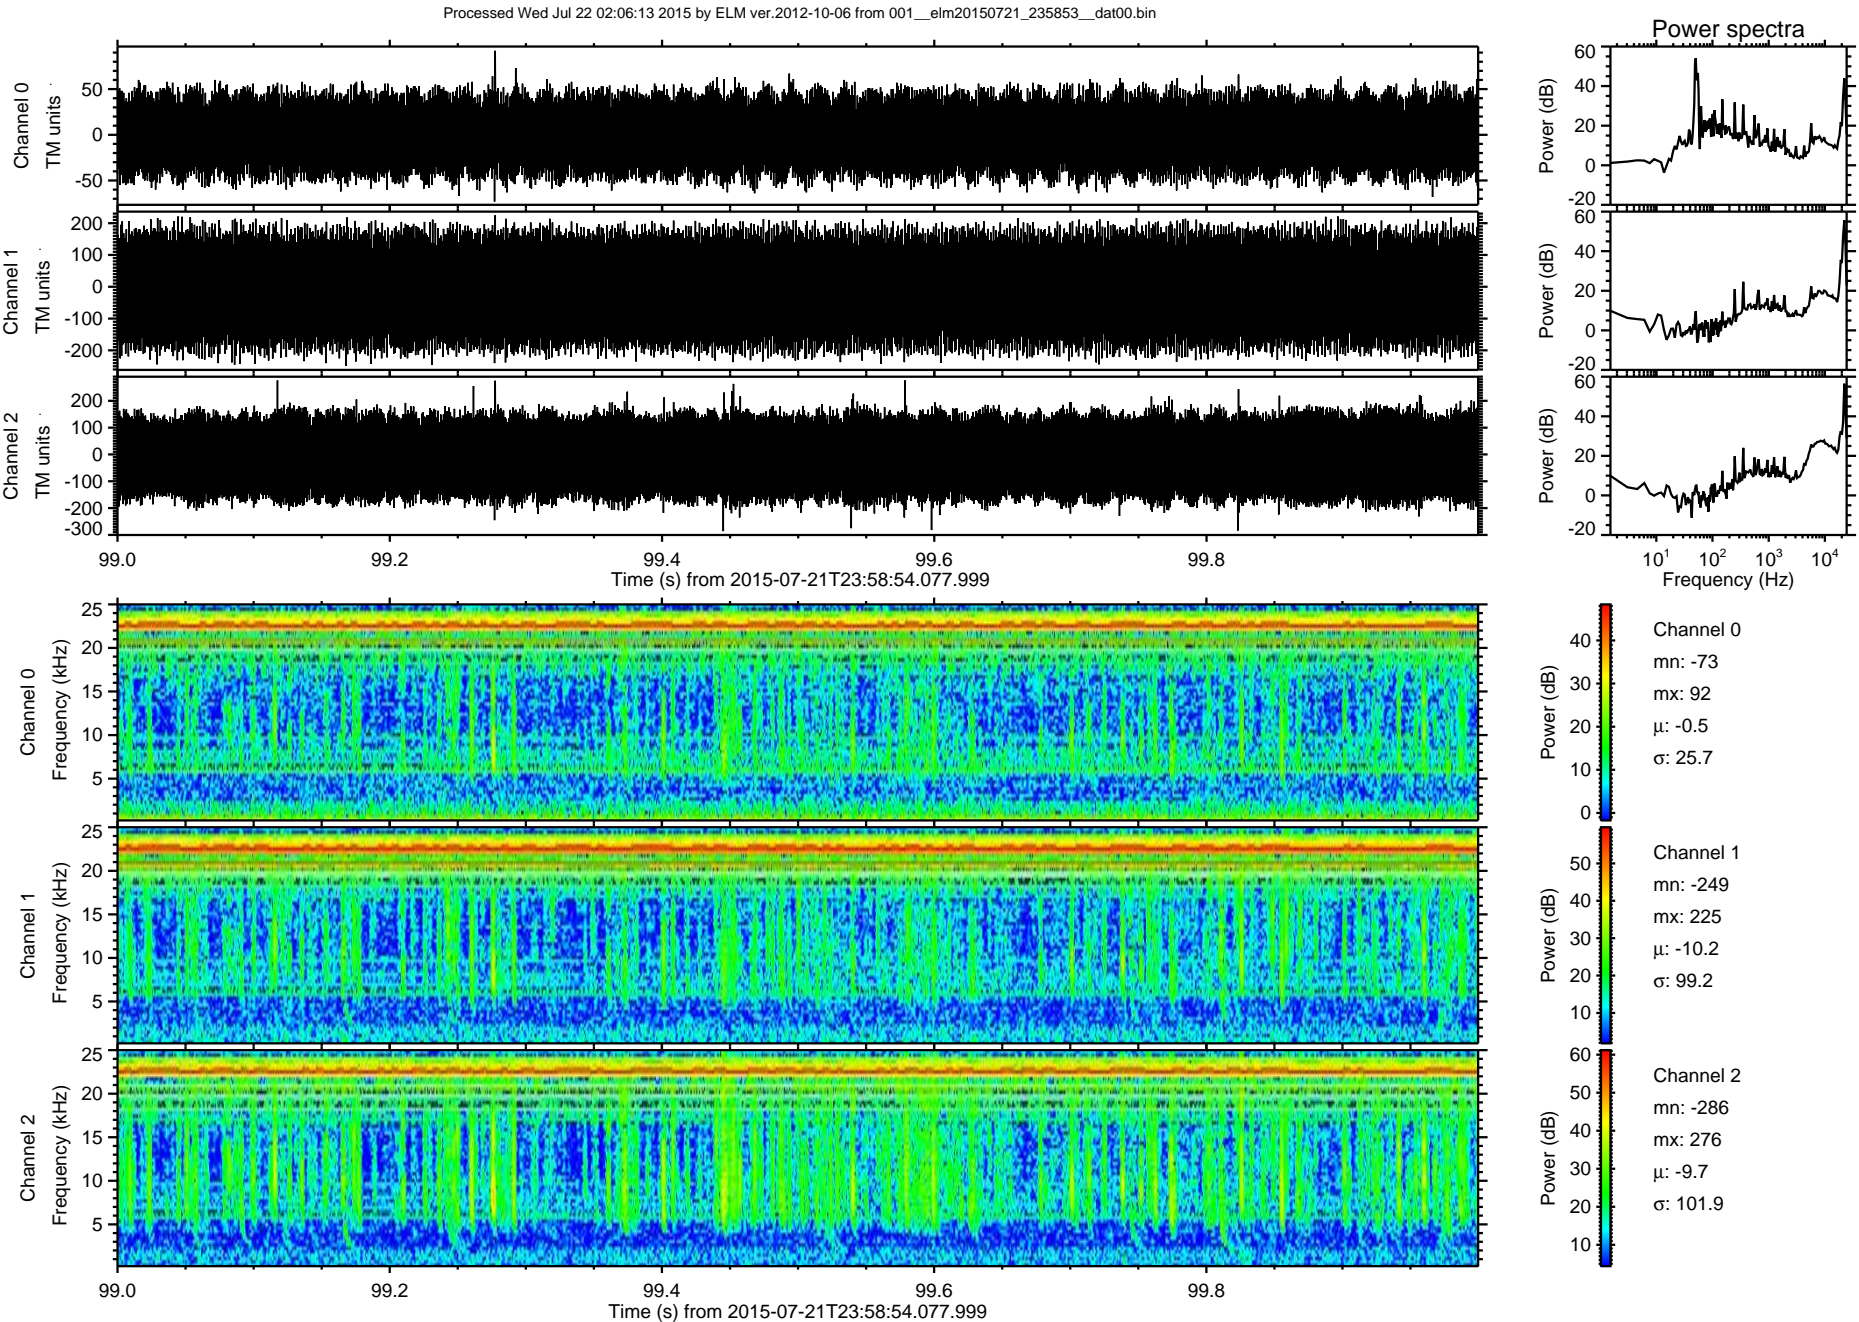 Processed Wed Jul 22 02:06:13 2015 by ELM ver.2012-10-06 from 001__elm20150721_235853__dat00.bin
Power spectra
Channel 0
TM units
50
0
-50
Power (dB)
60
40
20
0
-20
Channel 1
TM units
200
100
0
-100
-200
Power (dB)
60
40
20
0
-20
Channel 2
TM units
200
100
0
-100
-200
-300
Power (dB)
60
40
20
0
-20
99.0 99.2 99.4 99.6 99.8
Time (s) from 2015-07-21T23:58:54.077.999
10¹ 10² 10³ 10⁴
Frequency (Hz)
Channel 0
Frequency (kHz)
25
20
15
10
5
Power (dB)
40
30
20
10
0
Channel 0
mn: -73
mx: 92
μ: -0.5
σ: 25.7
Channel 1
Frequency (kHz)
25
20
15
10
5
Power (dB)
50
40
30
20
10
Channel 1
mn: -249
mx: 225
μ: -10.2
σ: 99.2
Channel 2
Frequency (kHz)
25
20
15
10
5
Power (dB)
60
50
40
30
20
10
Channel 2
mn: -286
mx: 276
μ: -9.7
σ: 101.9
99.0 99.2 99.4 99.6 99.8
Time (s) from 2015-07-21T23:58:54.077.999